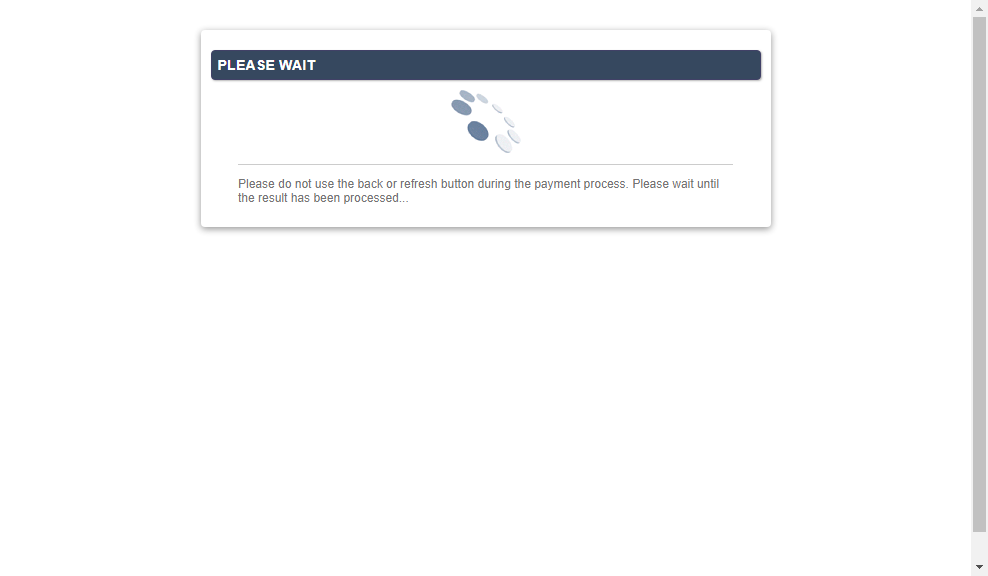 PLEASE WAIT
Please do not use the back or refresh button during the payment process. Please wait until
the result has been processed...